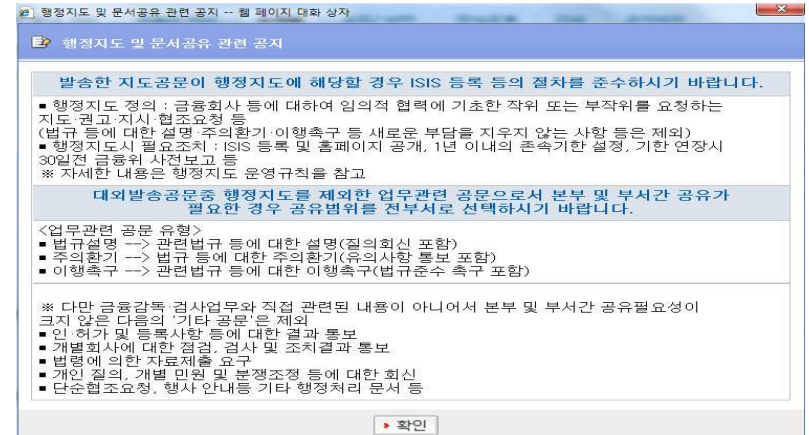 행정지도 및 문서공유 관련 공지 -- 웹 페이지 대화 상자
행정지도 및 문서공유 관련 공지
발송한 지도공문이 행정지도에 해당할 경우 ISIS 등록 등의 절차를 준수하시기 바랍니다.
▪ 행정지도 정의 : 금융회사 등에 대하여 임의적 협력에 기초한 작위 또는 부작위를 요청하는
지도·권고·지시·협조요청 등
(법규 등에 대한 설명·주의환기·이행촉구 등 새로운 부담을 지우지 않는 사항 등은 제외)
▪ 행정지도시 필요조치 : ISIS 등록 및 홈페이지 공개, 1년 이내의 존속기한 설정, 기한 연장시
30일전 금융위 사전보고 등
※ 자세한 내용은 행정지도 운영규칙을 참고
대외발송공문중 행정지도를 제외한 업무관련 공문으로서 본부 및 부서간 공유가
필요한 경우 공유범위를 전부서로 선택하시기 바랍니다.
<업무관련 공문 유형>
▪ 법규설명 --> 관련법규 등에 대한 설명(질의회신 포함)
▪ 주의환기 --> 법규 등에 대한 주의환기(유의사항 통보 포함)
▪ 이행촉구 --> 관련법규 등에 대한 이행촉구(법규준수 촉구 포함)
※ 다만 금융감독·검사업무와 직접 관련된 내용이 아니어서 본부 및 부서간 공유필요성이
크지 않은 다음의 '기타 공문'은 제외
▪ 인·허가 및 등록사항 등에 대한 결과 통보
▪ 개별회사에 대한 점검, 검사 및 조치결과 통보
▪ 법령에 의한 자료제출 요구
▪ 개인 질의, 개별 민원 및 분쟁조정 등에 대한 회신
▪ 단순협조요청, 행사 안내등 기타 행정처리 문서 등
확인